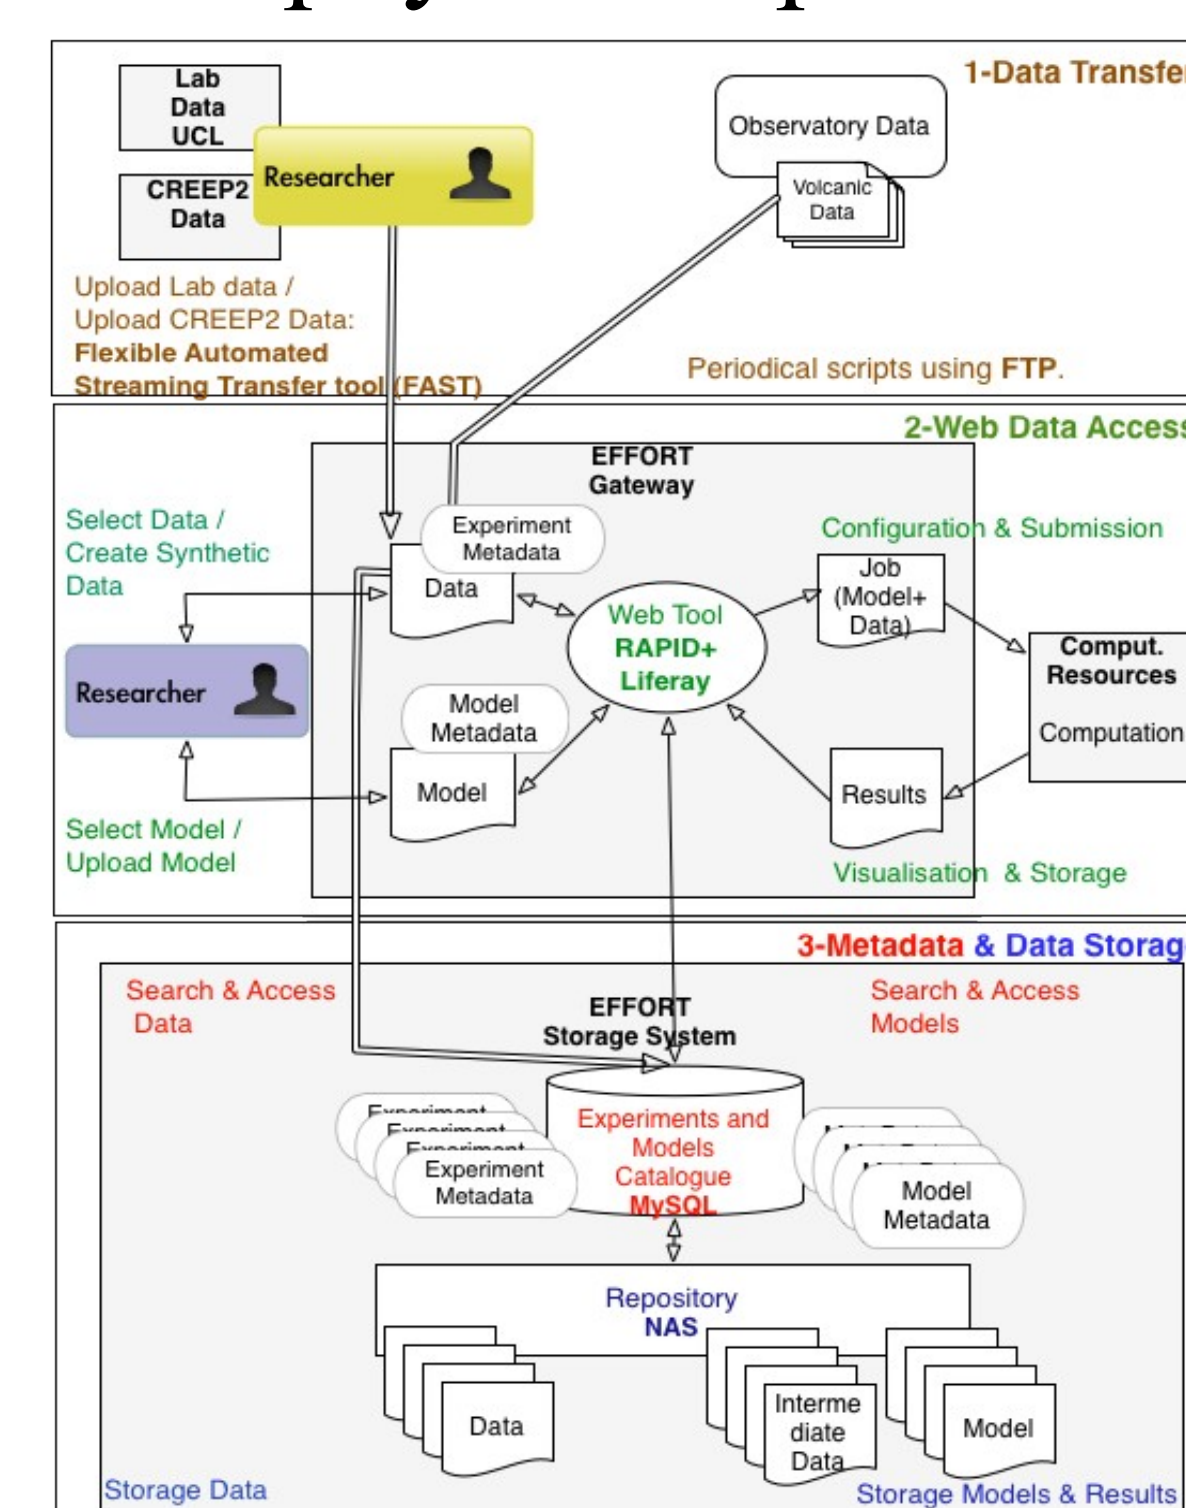 1-Data Transfer
Lab
Data
UCL
CREEP2
Data
Researcher
Observatory Data
Volcanic
Data
Upload Lab data /
Upload CREEP2 Data:
Flexible Automated
Streaming Transfer tool (FAST)
Periodical scripts using FTP.
2-Web Data Access
EFFORT
Gateway
Select Data /
Create Synthetic
Data
Experiment
Metadata
Data
Configuration & Submission
Job
(Model+
Data)
Web Tool
RAPID+
Liferay
Comput.
Resources
Computation
Researcher
Model
Metadata
Model
Results
Select Model /
Upload Model
Visualisation & Storage
3-Metadata & Data Storag
Search & Access
Data
EFFORT
Storage System
Search & Access
Models
Experiment
Experiment
Experiment
Experiment
Metadata
Experiments and
Models
Catalogue
MySQL
Model
Metadata
Repository
NAS
Data
Interme
diate
Data
Model
Storage Data
Storage Models & Results